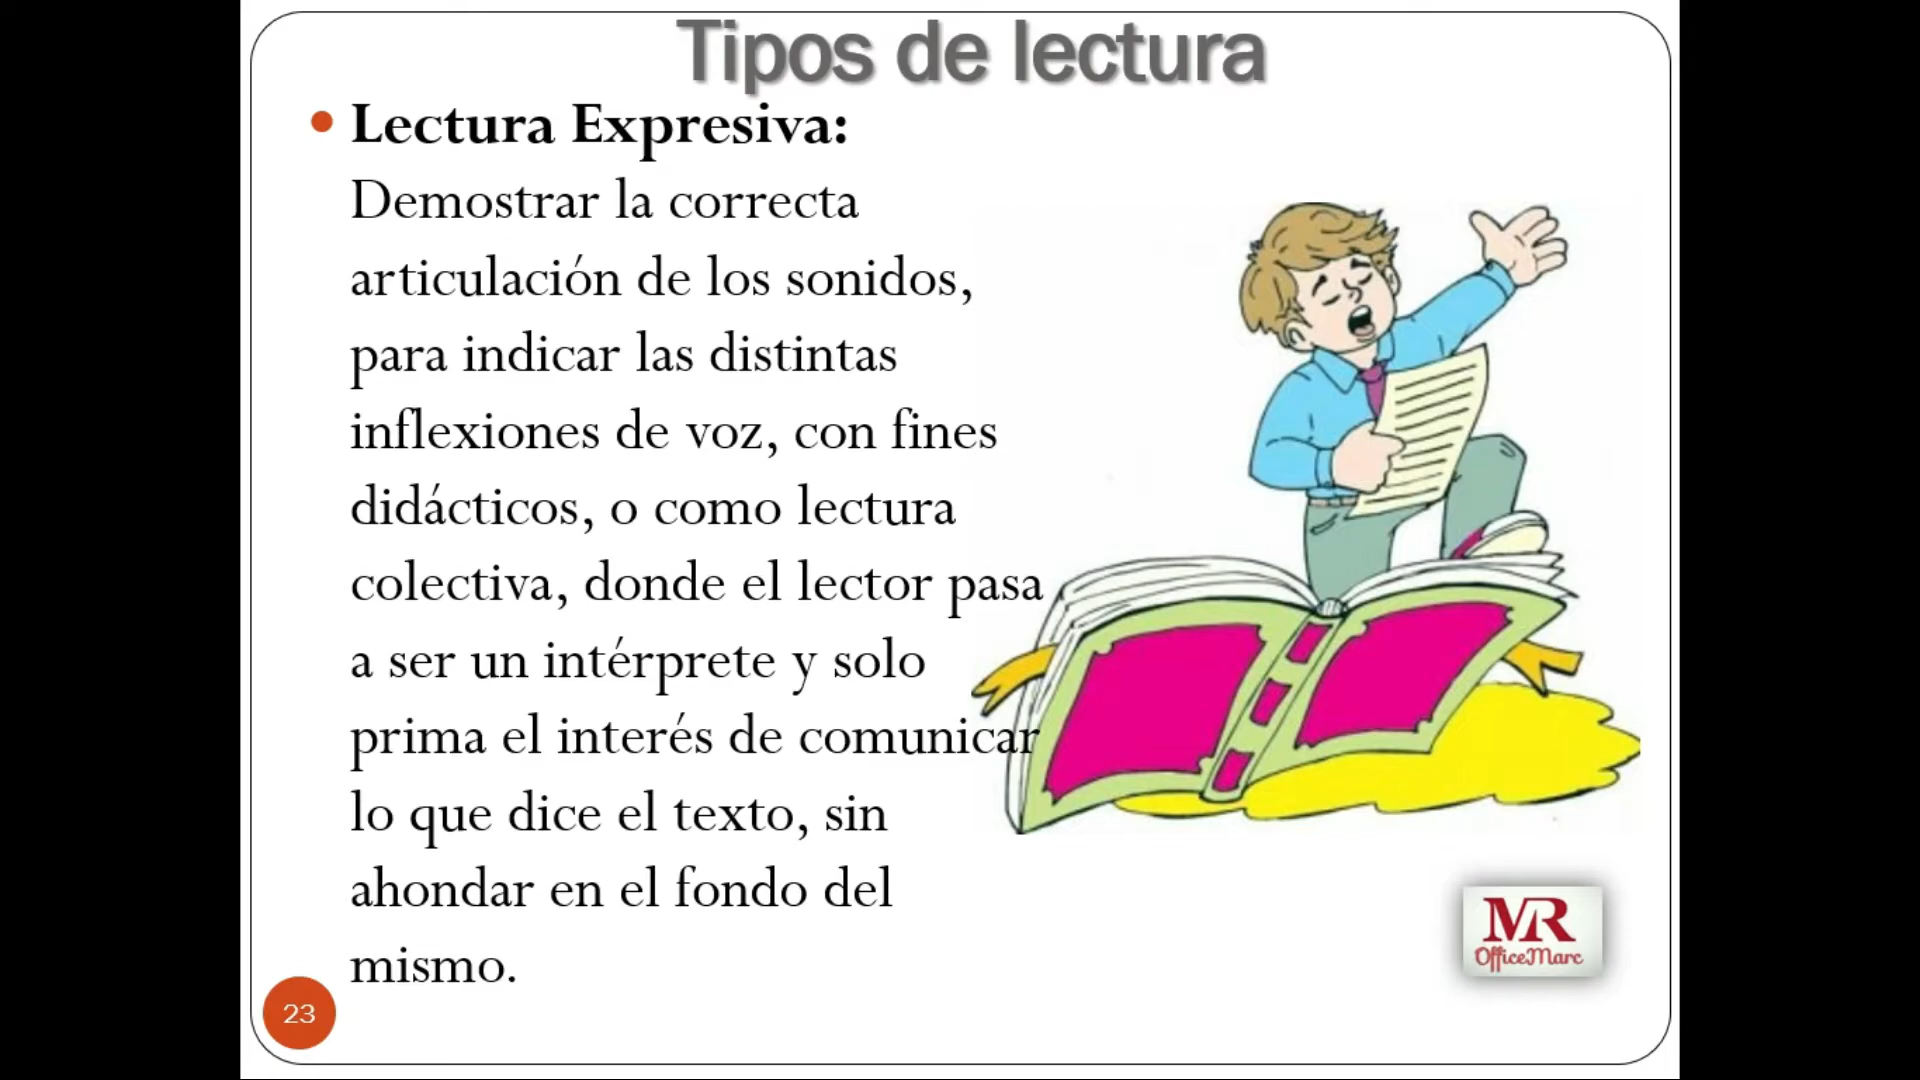 Tipos de lectura
Lectura Expresiva:
Demostrar la correcta
articulación de los sonidos,
para indicar las distintas
inflexiones de voz, con fines
didácticos, o como lectura
colectiva, donde el lector pasa
a ser un intérprete y solo
prima el interés de comunicar
lo que dice el texto, sin
ahondar en el fondo del
mismo.
MR
OfficeMarc
23